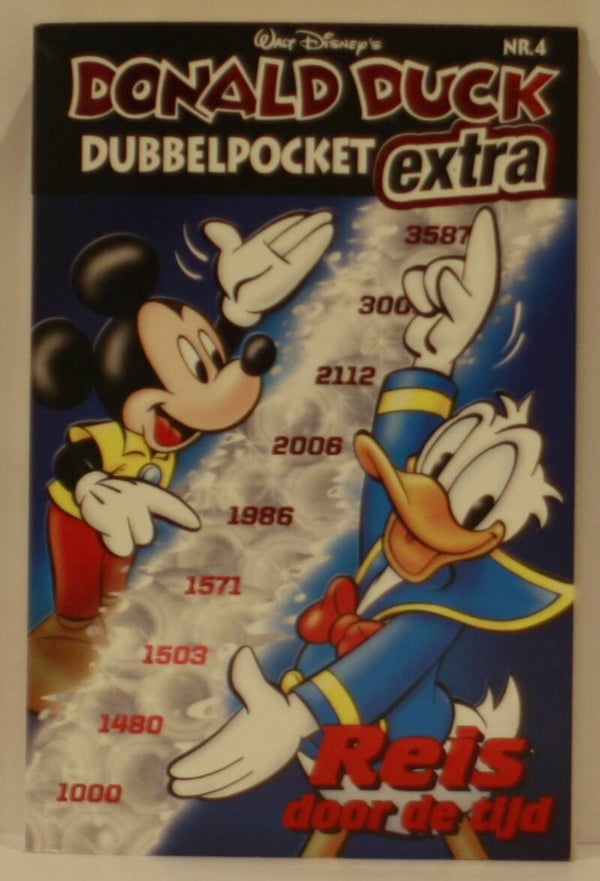 Walt Disney's
NR.4
DONALD DUCK
DUBBELPOCKET extra
3587
300
2112
2006
1986
1571
1503
1480
1000
Reis
door de tijd